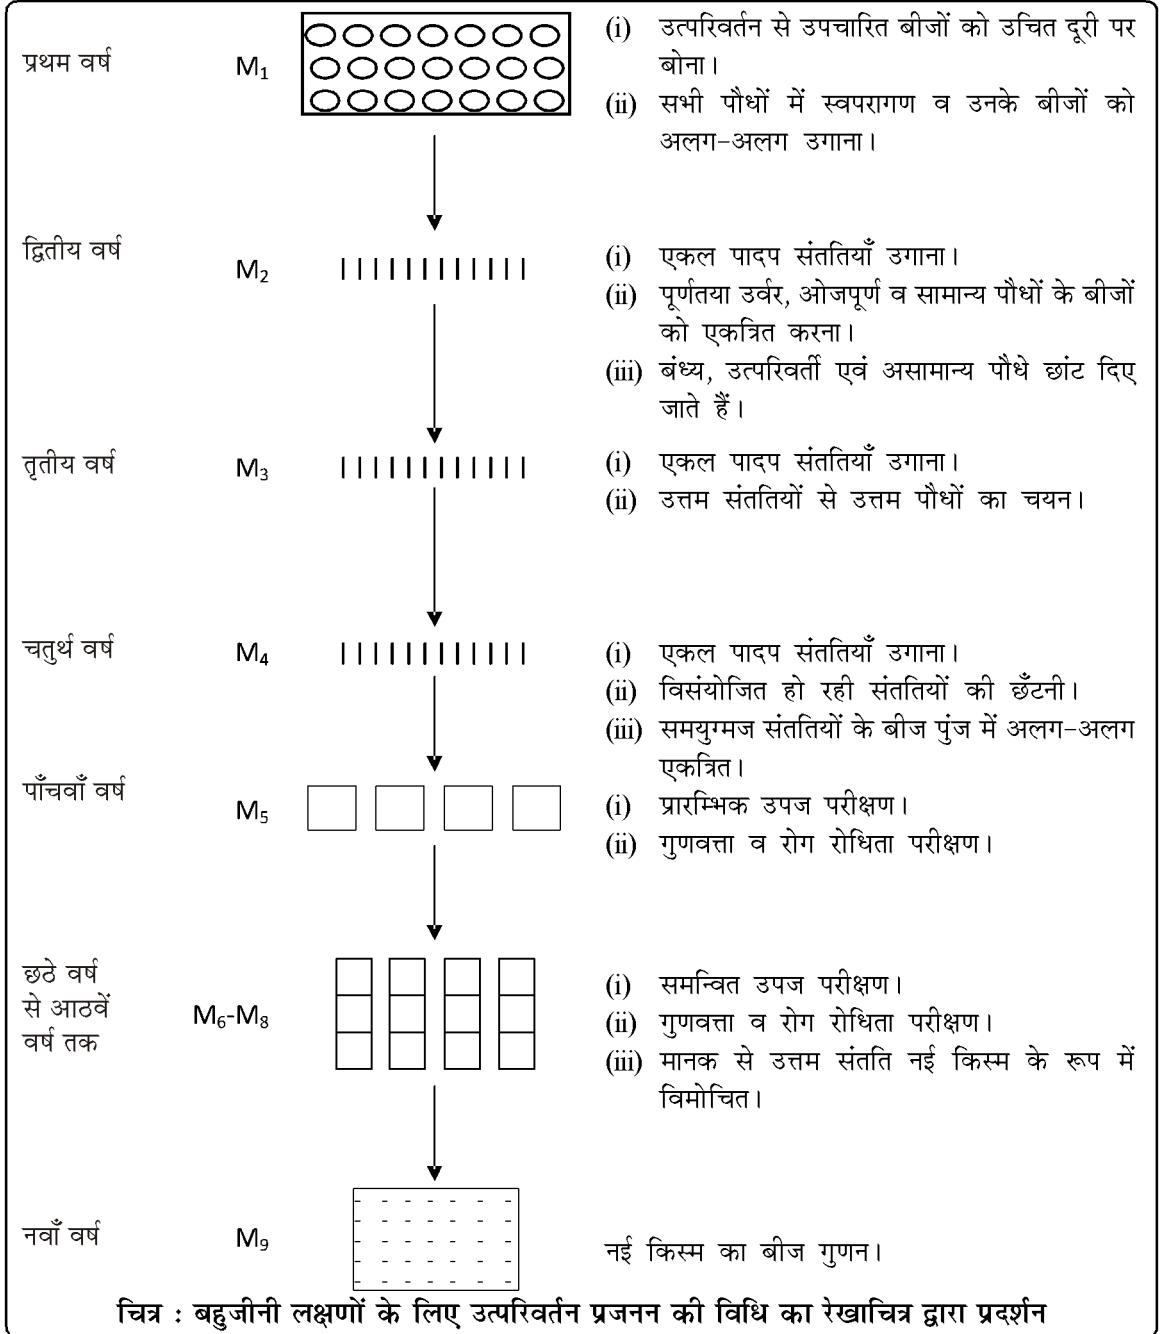 प्रथम वर्ष
M₁
(i) उत्परिवर्तन से उपचारित बीजों को उचित दूरी पर
बोना।
(ii) सभी पौधों में स्वपरागण व उनके बीजों को
अलग-अलग उगाना।
द्वितीय वर्ष
M₂
(i) एकल पादप संततियाँ उगाना।
(ii) पूर्णतया उर्वर, ओजपूर्ण व सामान्य पौधों के बीजों
को एकत्रित करना।
(iii) बंध्य, उत्परिवर्ती एवं असामान्य पौधे छांट दिए
जाते हैं।
तृतीय वर्ष
M₃
(i) एकल पादप संततियाँ उगाना।
(ii) उत्तम संततियों से उत्तम पौधों का चयन।
चतुर्थ वर्ष
M₄
(i) एकल पादप संततियाँ उगाना।
(ii) विसंयोजित हो रही संततियों की छँटनी।
(iii) समयुग्मज संततियों के बीज पुंज में अलग-अलग
एकत्रित।
पाँचवाँ वर्ष
M₅
(i) प्रारम्भिक उपज परीक्षण।
(ii) गुणवत्ता व रोग रोधिता परीक्षण।
छठे वर्ष
से आठवें
वर्ष तक
M₆-M₈
(i) समन्वित उपज परीक्षण।
(ii) गुणवत्ता व रोग रोधिता परीक्षण।
(iii) मानक से उत्तम संतति नई किस्म के रूप में
विमोचित।
नवाँ वर्ष
M₉
नई किस्म का बीज गुणन।
चित्र : बहुजीनी लक्षणों के लिए उत्परिवर्तन प्रजनन की विधि का रेखाचित्र द्वारा प्रदर्शन